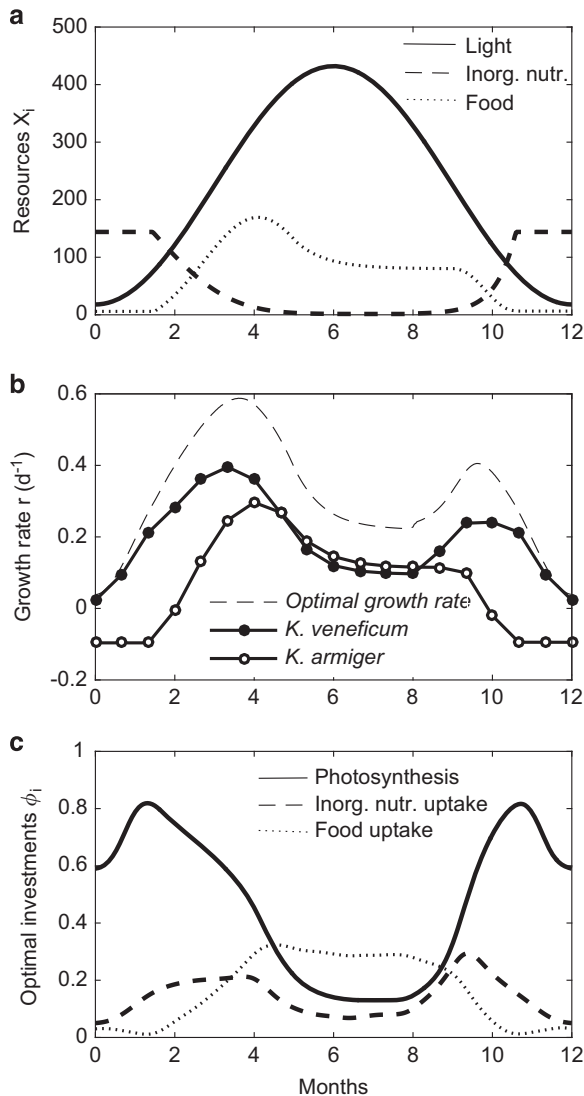 a
500
400
300
200
100
0
Resources Xi
Light
Inorg. nutr.
Food
0 2 4 6 8 10 12
b
0.6
0.4
0.2
0
-0.2
Growth rate r (d-1)
Optimal growth rate
K. veneficum
K. armiger
0 2 4 6 8 10 12
c
1
0.8
0.6
0.4
0.2
0
Optimal investments ϕi
Photosynthesis
Inorg. nutr. uptake
Food uptake
0 2 4 6 8 10 12
Months